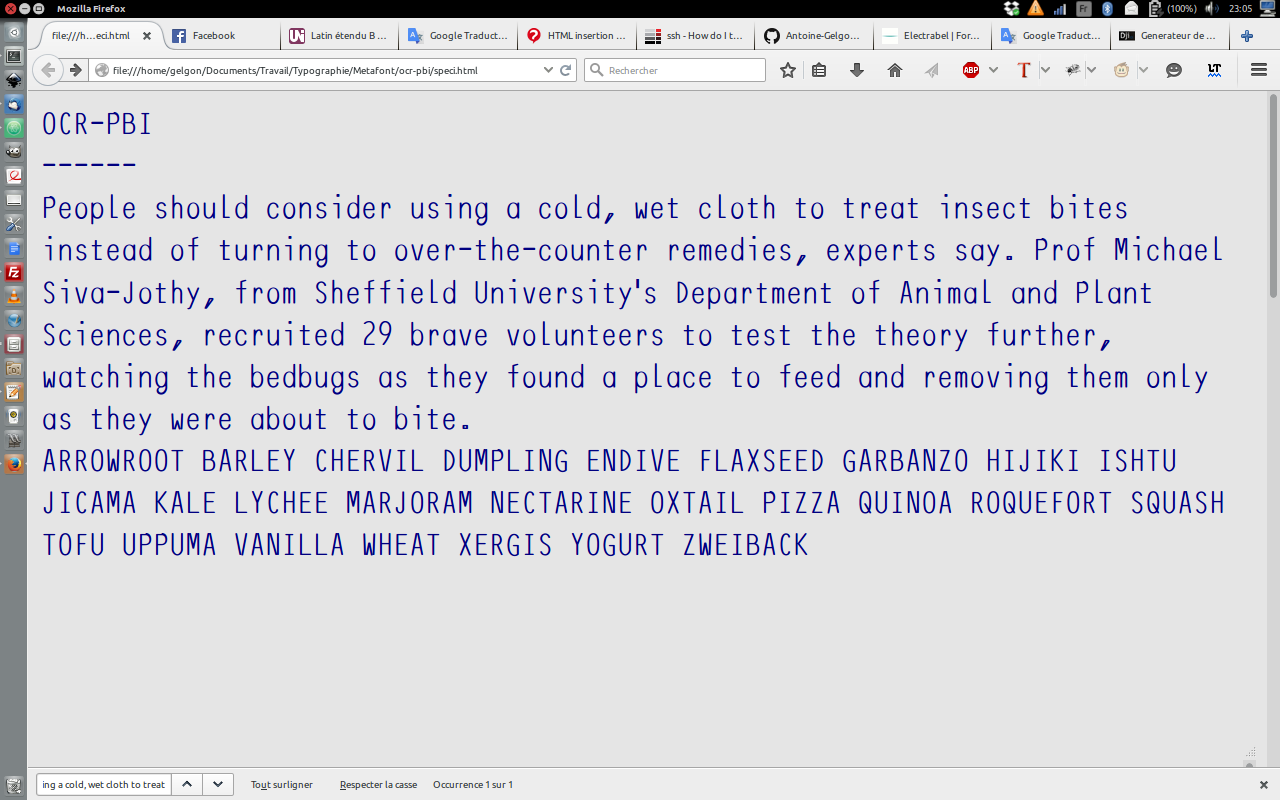 Mozilla Firefox
Fr
(100%)
23:05
file:///h...eci.html
Facebook
Latin étendu B ...
Google Traduct...
HTML insertion ...
ssh - How do I t...
Antoine-Gelgo...
Electrabel | For...
Google Traduct...
Generateur de ...
file:///home/gelgon/Documents/Travail/Typographie/Metafont/ocr-pbi/speci.html
Rechercher
ABP
T
LT
OCR-PBI
------
People should consider using a cold, wet cloth to treat insect bites
instead of turning to over-the-counter remedies, experts say. Prof Michael
Siva-Jothy, from Sheffield University's Department of Animal and Plant
Sciences, recruited 29 brave volunteers to test the theory further,
watching the bedbugs as they found a place to feed and removing them only
as they were about to bite.
ARROWROOT BARLEY CHERVIL DUMPLING ENDIVE FLAXSEED GARBANZO HIJIKI ISHTU
JICAMA KALE LYCHEE MARJORAM NECTARINE OXTAIL PIZZA QUINOA ROQUEFORT SQUASH
TOFU UPPUMA VANILLA WHEAT XERGIS YOGURT ZWEIBACK
ing a cold, wet cloth to treat
Tout surligner
Respecter la casse
Occurrence 1 sur 1